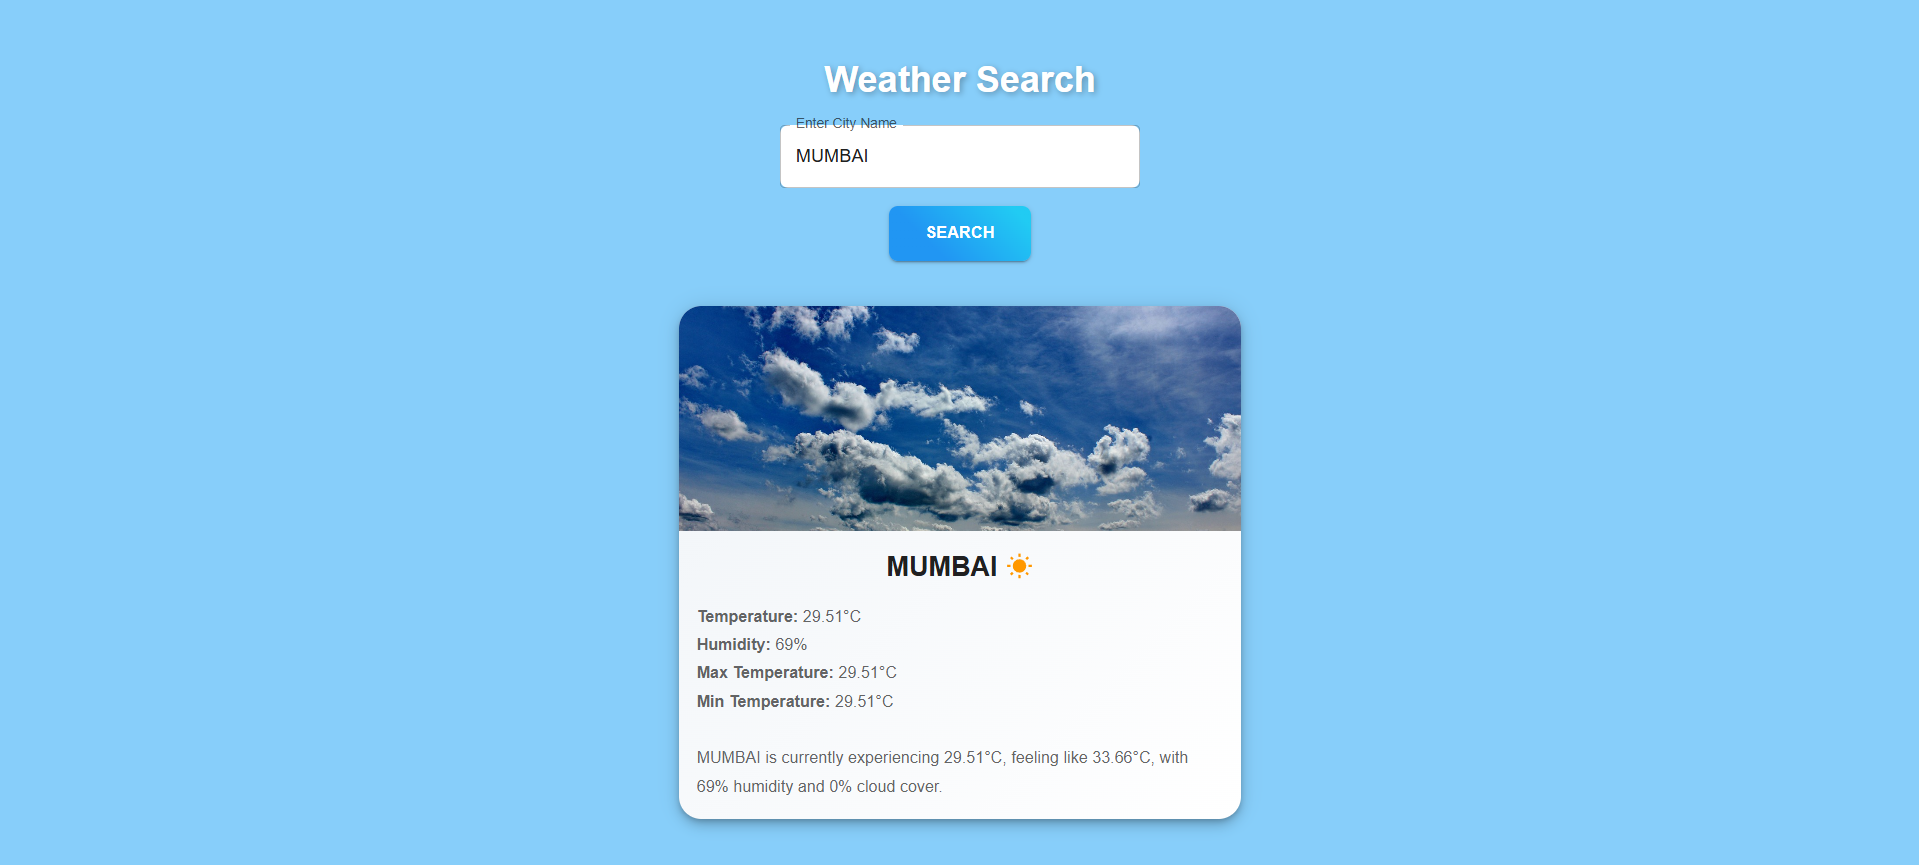 Weather Search
Enter City Name
MUMBAI
SEARCH
MUMBAI
Temperature: 29.51°C
Humidity: 69%
Max Temperature: 29.51°C
Min Temperature: 29.51°C
MUMBAI is currently experiencing 29.51°C, feeling like 33.66°C, with
69% humidity and 0% cloud cover.